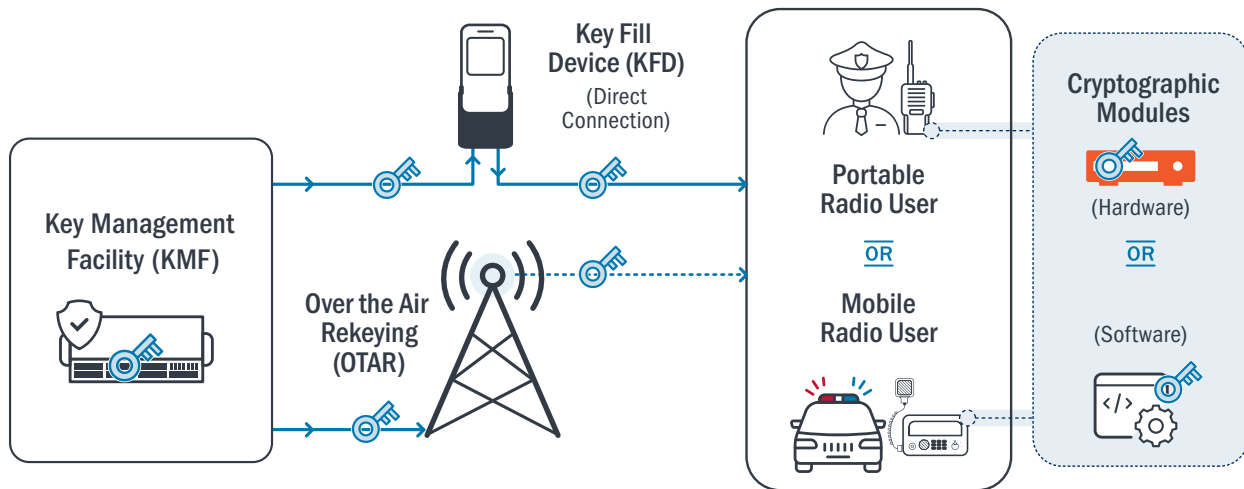 Key Management
Facility (KMF)
Key Fill
Device (KFD)
(Direct
Connection)
Over the Air
Rekeying
(OTAR)
Portable
Radio User
OR
Mobile
Radio User
Cryptographic
Modules
(Hardware)
OR
(Software)
</>